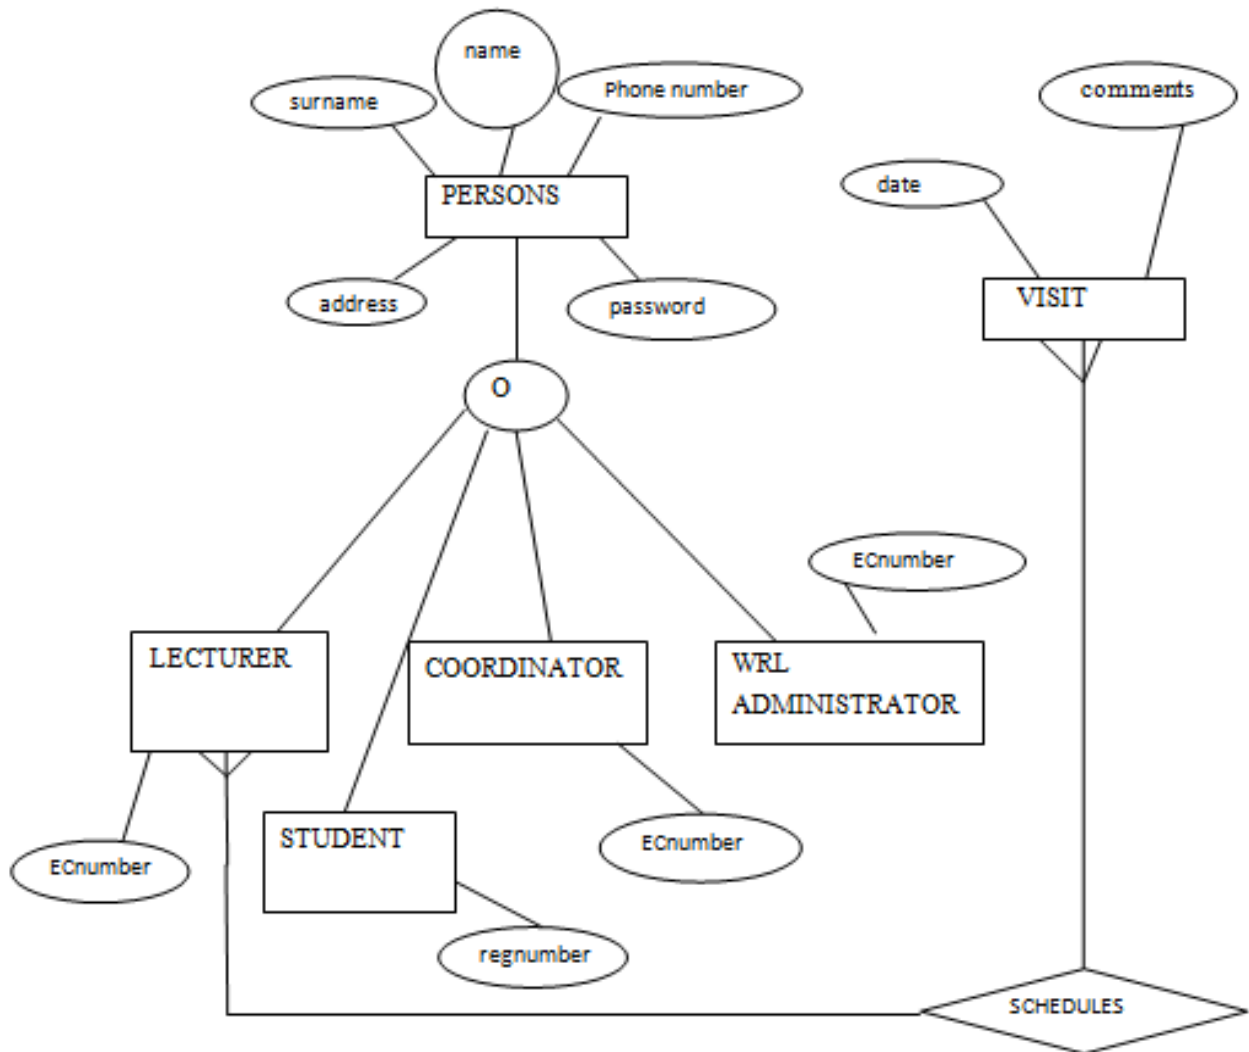 name
surname
Phone number
comments
PERSONS
date
address
password
VISIT
O
ECnumber
LECTURER
COORDINATOR
WRL
ADMINISTRATOR
STUDENT
ECnumber
ECnumber
regnumber
SCHEDULES